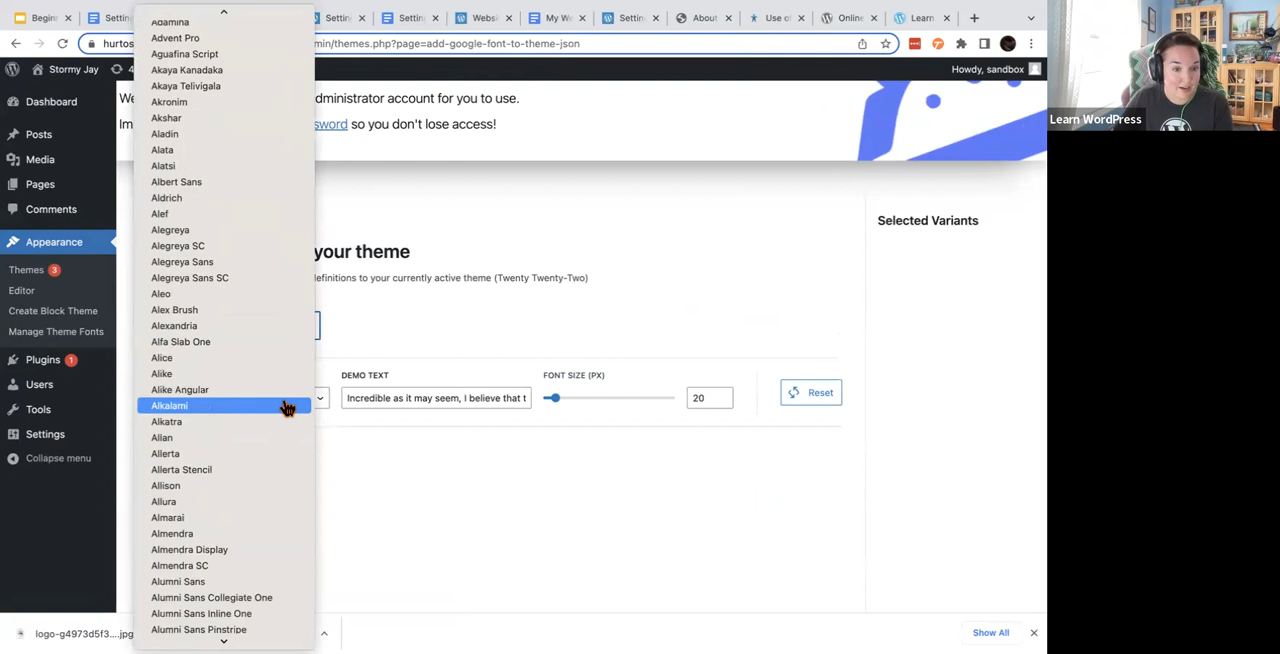 Beginn
Settin
Settin
Settin
Websi
My W
Settin
About
Use of
Online
Learn
hurtos
min/themes.php?page=add-google-font-to-theme-json
Stormy Jay
4
Howdy, sandbox
Dashboard
Posts
Media
Pages
Comments
Appearance
Themes 3
Editor
Create Block Theme
Manage Theme Fonts
Plugins 1
Users
Tools
Settings
Collapse menu
Adamina
Advent Pro
Aguafina Script
Akaya Kanadaka
Akaya Telivigala
Akronim
Akshar
Aladin
Alata
Alatsi
Albert Sans
Aldrich
Alef
Alegreya
Alegreya SC
Alegreya Sans
Alegreya Sans SC
Aleo
Alex Brush
Alexandria
Alfa Slab One
Alice
Alike
Alike Angular
Alkalami
Alkatra
Allan
Allerta
Allerta Stencil
Allison
Allura
Almarai
Almendra
Almendra Display
Almendra SC
Alumni Sans
Alumni Sans Collegiate One
Alumni Sans Inline One
Alumni Sans Pinstripe
We dministrator account for you to use.
Im sword so you don't lose access!
your theme
definitions to your currently active theme (Twenty Twenty-Two)
DEMO TEXT
FONT SIZE (PX)
Incredible as it may seem, I believe that t
20
Reset
Selected Variants
Learn WordPress
logo-g4973d5f3....jpg
Show All